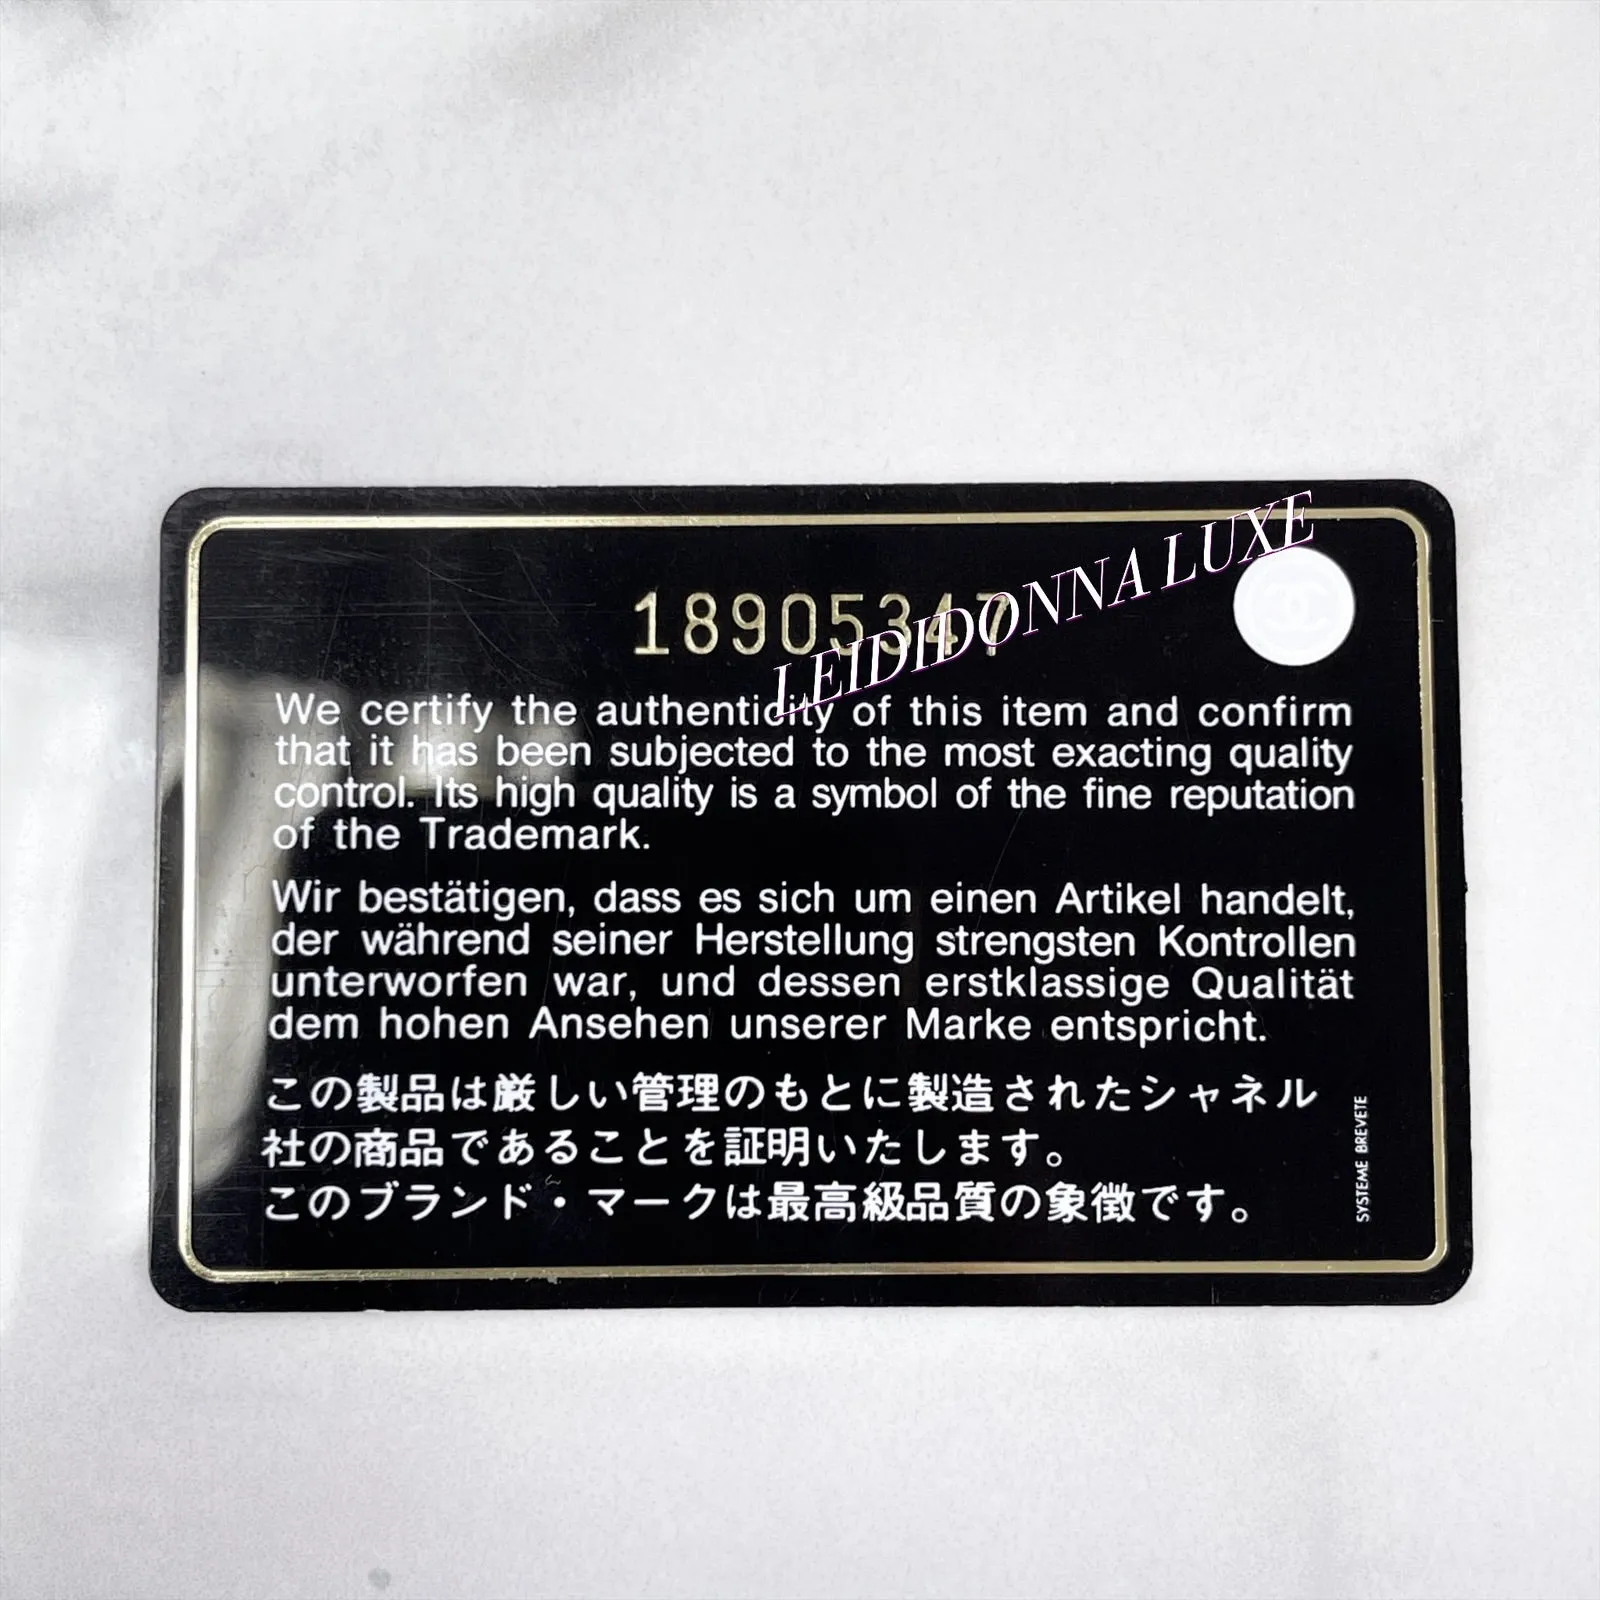 18905347
LEIDIDONNA LUXE
We certify the authenticity of this item and confirm
that it has been subjected to the most exacting quality
control. Its high quality is a symbol of the fine reputation
of the Trademark.
Wir bestätigen, dass es sich um einen Artikel handelt,
der während seiner Herstellung strengsten Kontrollen
unterworfen war, und dessen erstklassige Qualität
dem hohen Ansehen unserer Marke entspricht.
この製品は厳しい管理のもとに製造されたシャネル
社の商品であることを証明いたします。
このブランド・マークは最高級品質の象徴です。
SYSTEME BREVETE